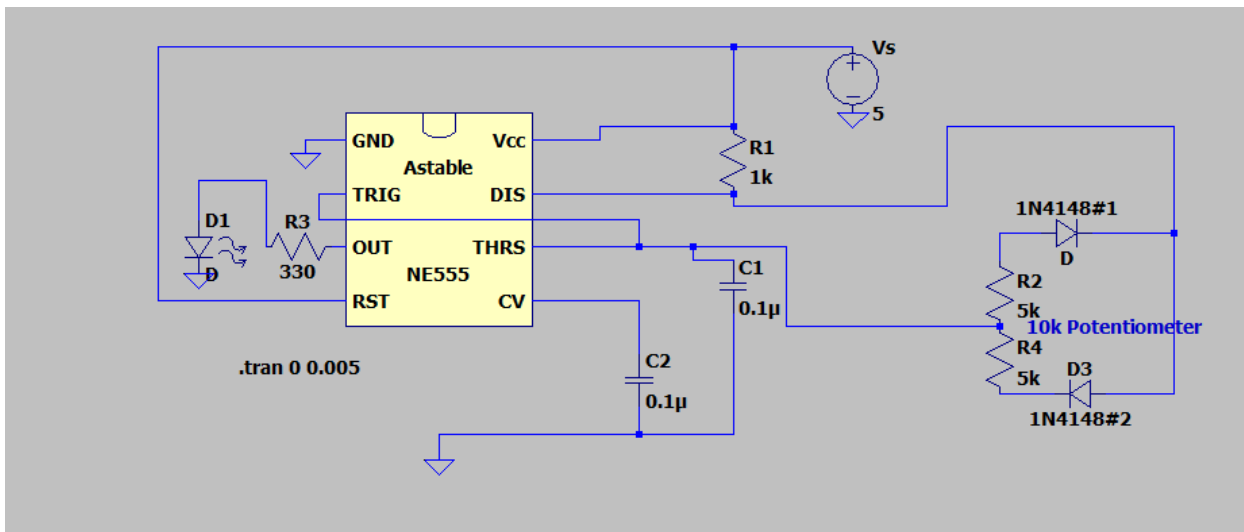 Vs
5
GND
Vcc
Astable
R1
1k
TRIG
DIS
D1
R3
1N4148#1
D
OUT
THRS
D
330
NE555
C1
R2
5k
RST
CV
0.1µ
10k Potentiometer
R4
5k
D3
.tran 0 0.005
C2
0.1µ
1N4148#2